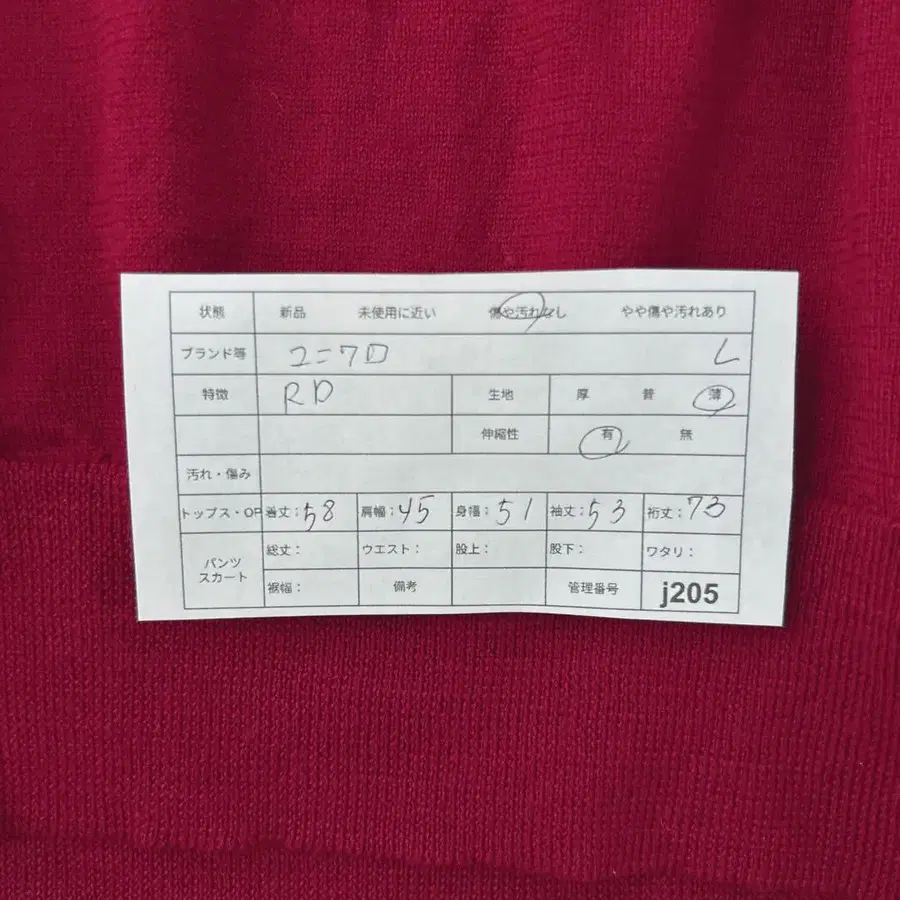 状態 新品 未使用に近い 傷や汚れなし やや傷や汚れあり
ブランド等 ユニクロ L
特徴 RD 生地 厚 普 薄
伸縮性 有 無
汚れ・傷み
トップス・OP 着丈:58 肩幅:45 身幅:51 袖丈:53 裄丈:73
パンツ スカート 総丈: ウエスト: 股上: 股下: ワタリ:
裾幅: 備考 管理番号 j205